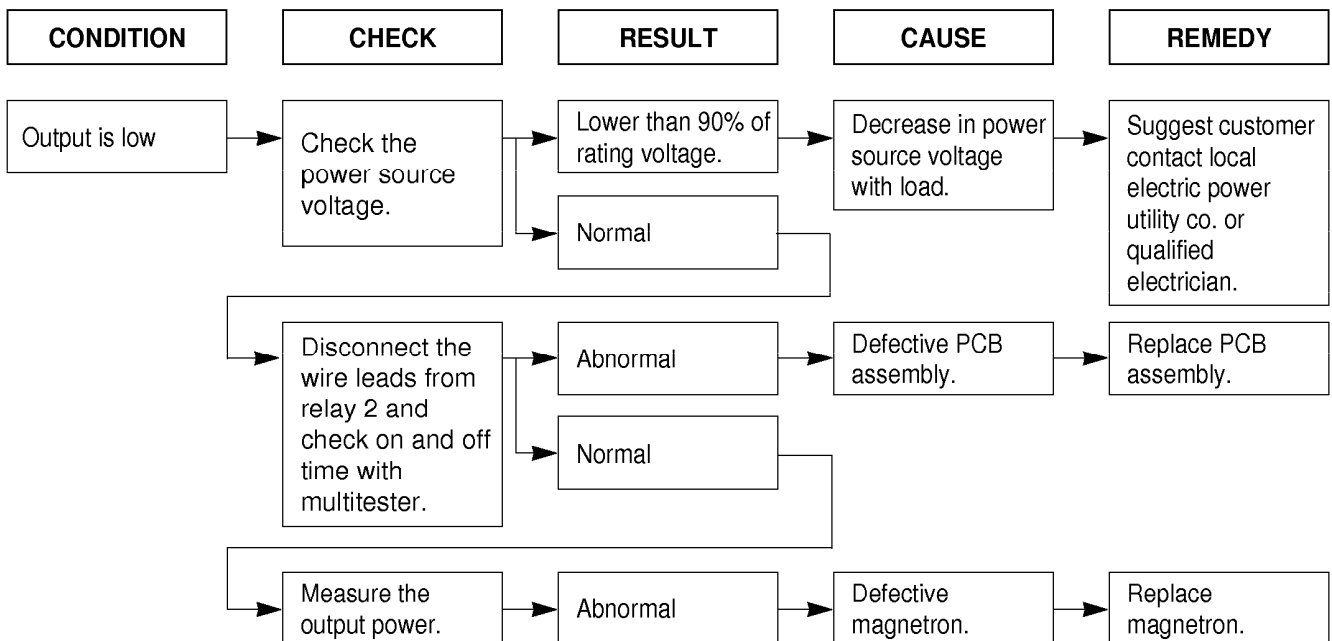 CONDITION
CHECK
RESULT
CAUSE
REMEDY
Output is low
Check the
power source
voltage.
Lower than 90% of
rating voltage.
Decrease in power
source voltage
with load.
Suggest customer
contact local
electric power
utility co. or
qualified
electrician.
Normal
Disconnect the
wire leads from
relay 2 and
check on and off
time with
multitester.
Abnormal
Defective PCB
assembly.
Replace PCB
assembly.
Normal
Measure the
output power.
Abnormal
Defective
magnetron.
Replace
magnetron.